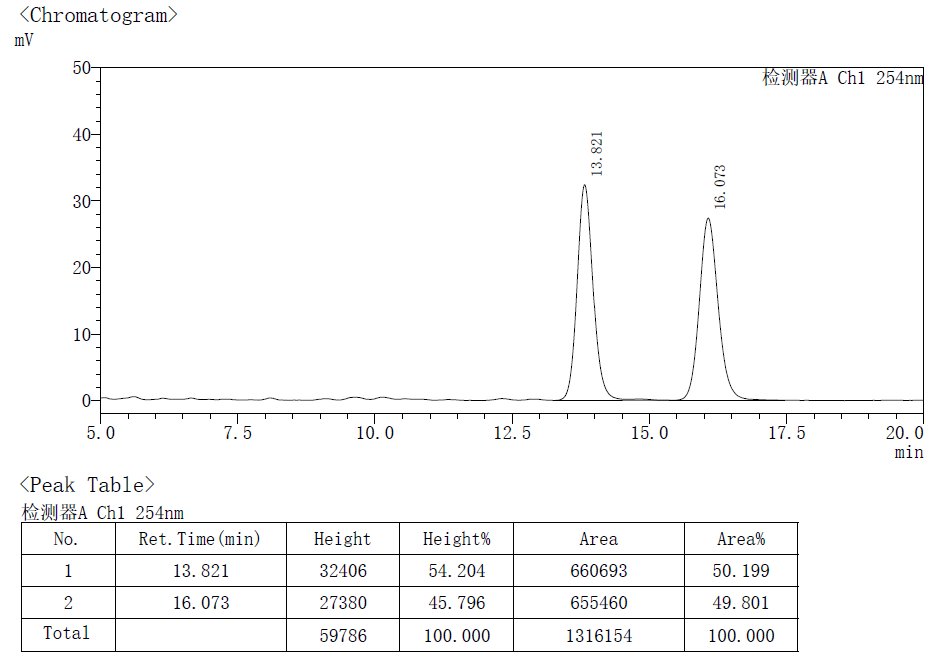 <Chromatogram>
mV
检测器A Ch1 254nm
50
40
30
20
10
0
13.821
16.073
5.0 7.5 10.0 12.5 15.0 17.5 20.0
min
<Peak Table>
检测器A Ch1 254nm
No. Ret.Time(min) Height Height% Area Area%
1 13.821 32406 54.204 660693 50.199
2 16.073 27380 45.796 655460 49.801
Total 59786 100.000 1316154 100.000